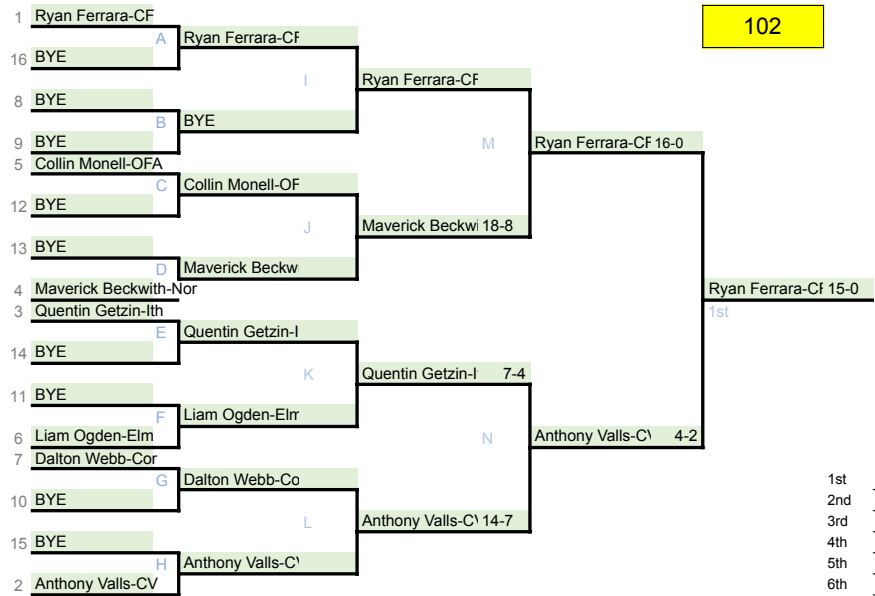 102
1 Ryan Ferrara-CF
A Ryan Ferrara-CF
16 BYE
I Ryan Ferrara-CF
8 BYE
B BYE
9 BYE
M Ryan Ferrara-CF 16-0
5 Collin Monell-OFA
C Collin Monell-OF
12 BYE
J Maverick Beckwi 18-8
13 BYE
D Maverick Beckw
4 Maverick Beckwith-Nor
Ryan Ferrara-CF 15-0
1st
3 Quentin Getzin-Ith
E Quentin Getzin-I
14 BYE
K Quentin Getzin-I 7-4
11 BYE
F Liam Ogden-Elm
6 Liam Ogden-Elm
N Anthony Valls-CV 4-2
7 Dalton Webb-Cor
G Dalton Webb-Co
10 BYE
L Anthony Valls-CV 14-7
15 BYE
H Anthony Valls-CV
2 Anthony Valls-CV
1st
2nd
3rd
4th
5th
6th